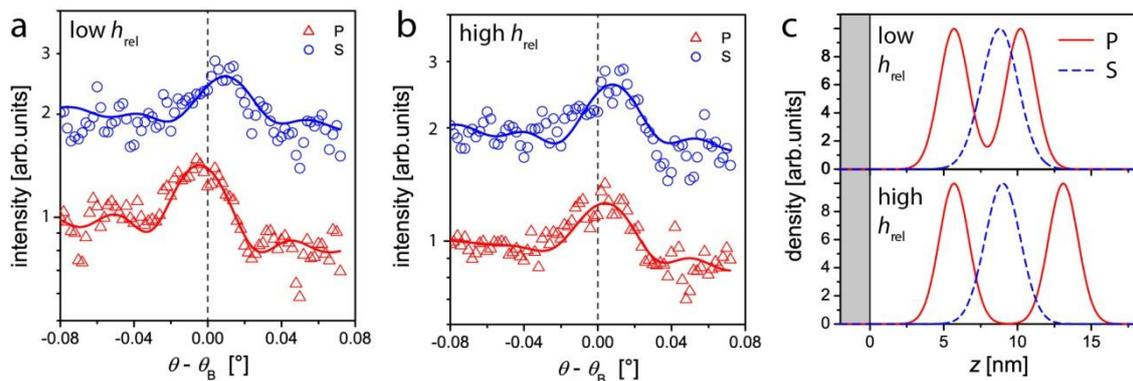 a
low h_rel
P
S
3
2
1
intensity [arb.units]
-0.08
-0.04
0.00
0.04
0.08
θ - θ_B [°]
b
high h_rel
P
S
3
2
1
intensity [arb.units]
-0.08
-0.04
0.00
0.04
0.08
θ - θ_B [°]
c
low
h_rel
P
S
10
8
6
4
2
0
high
h_rel
10
8
6
4
2
0
density [arb.units]
0
5
10
15
z [nm]